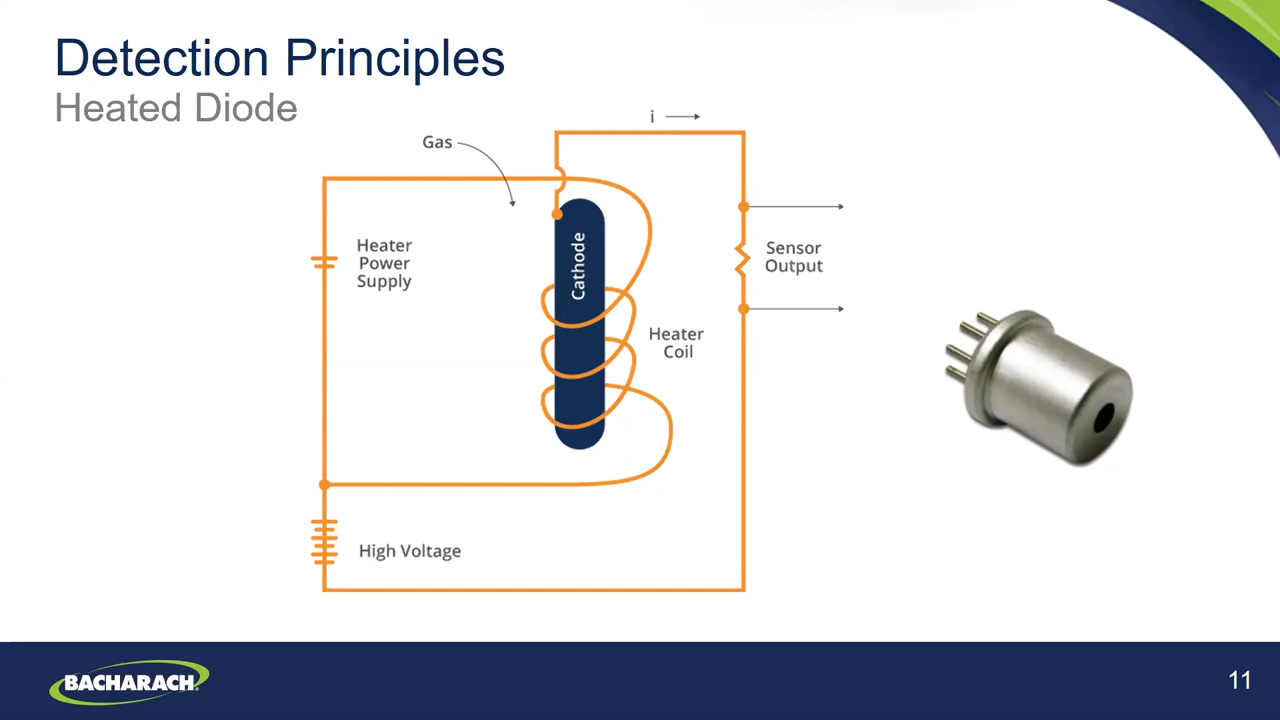 Detection Principles
Heated Diode
i
Gas
Heater
Power
Supply
Cathode
Sensor
Output
Heater
Coil
High Voltage
BACHARACH
11